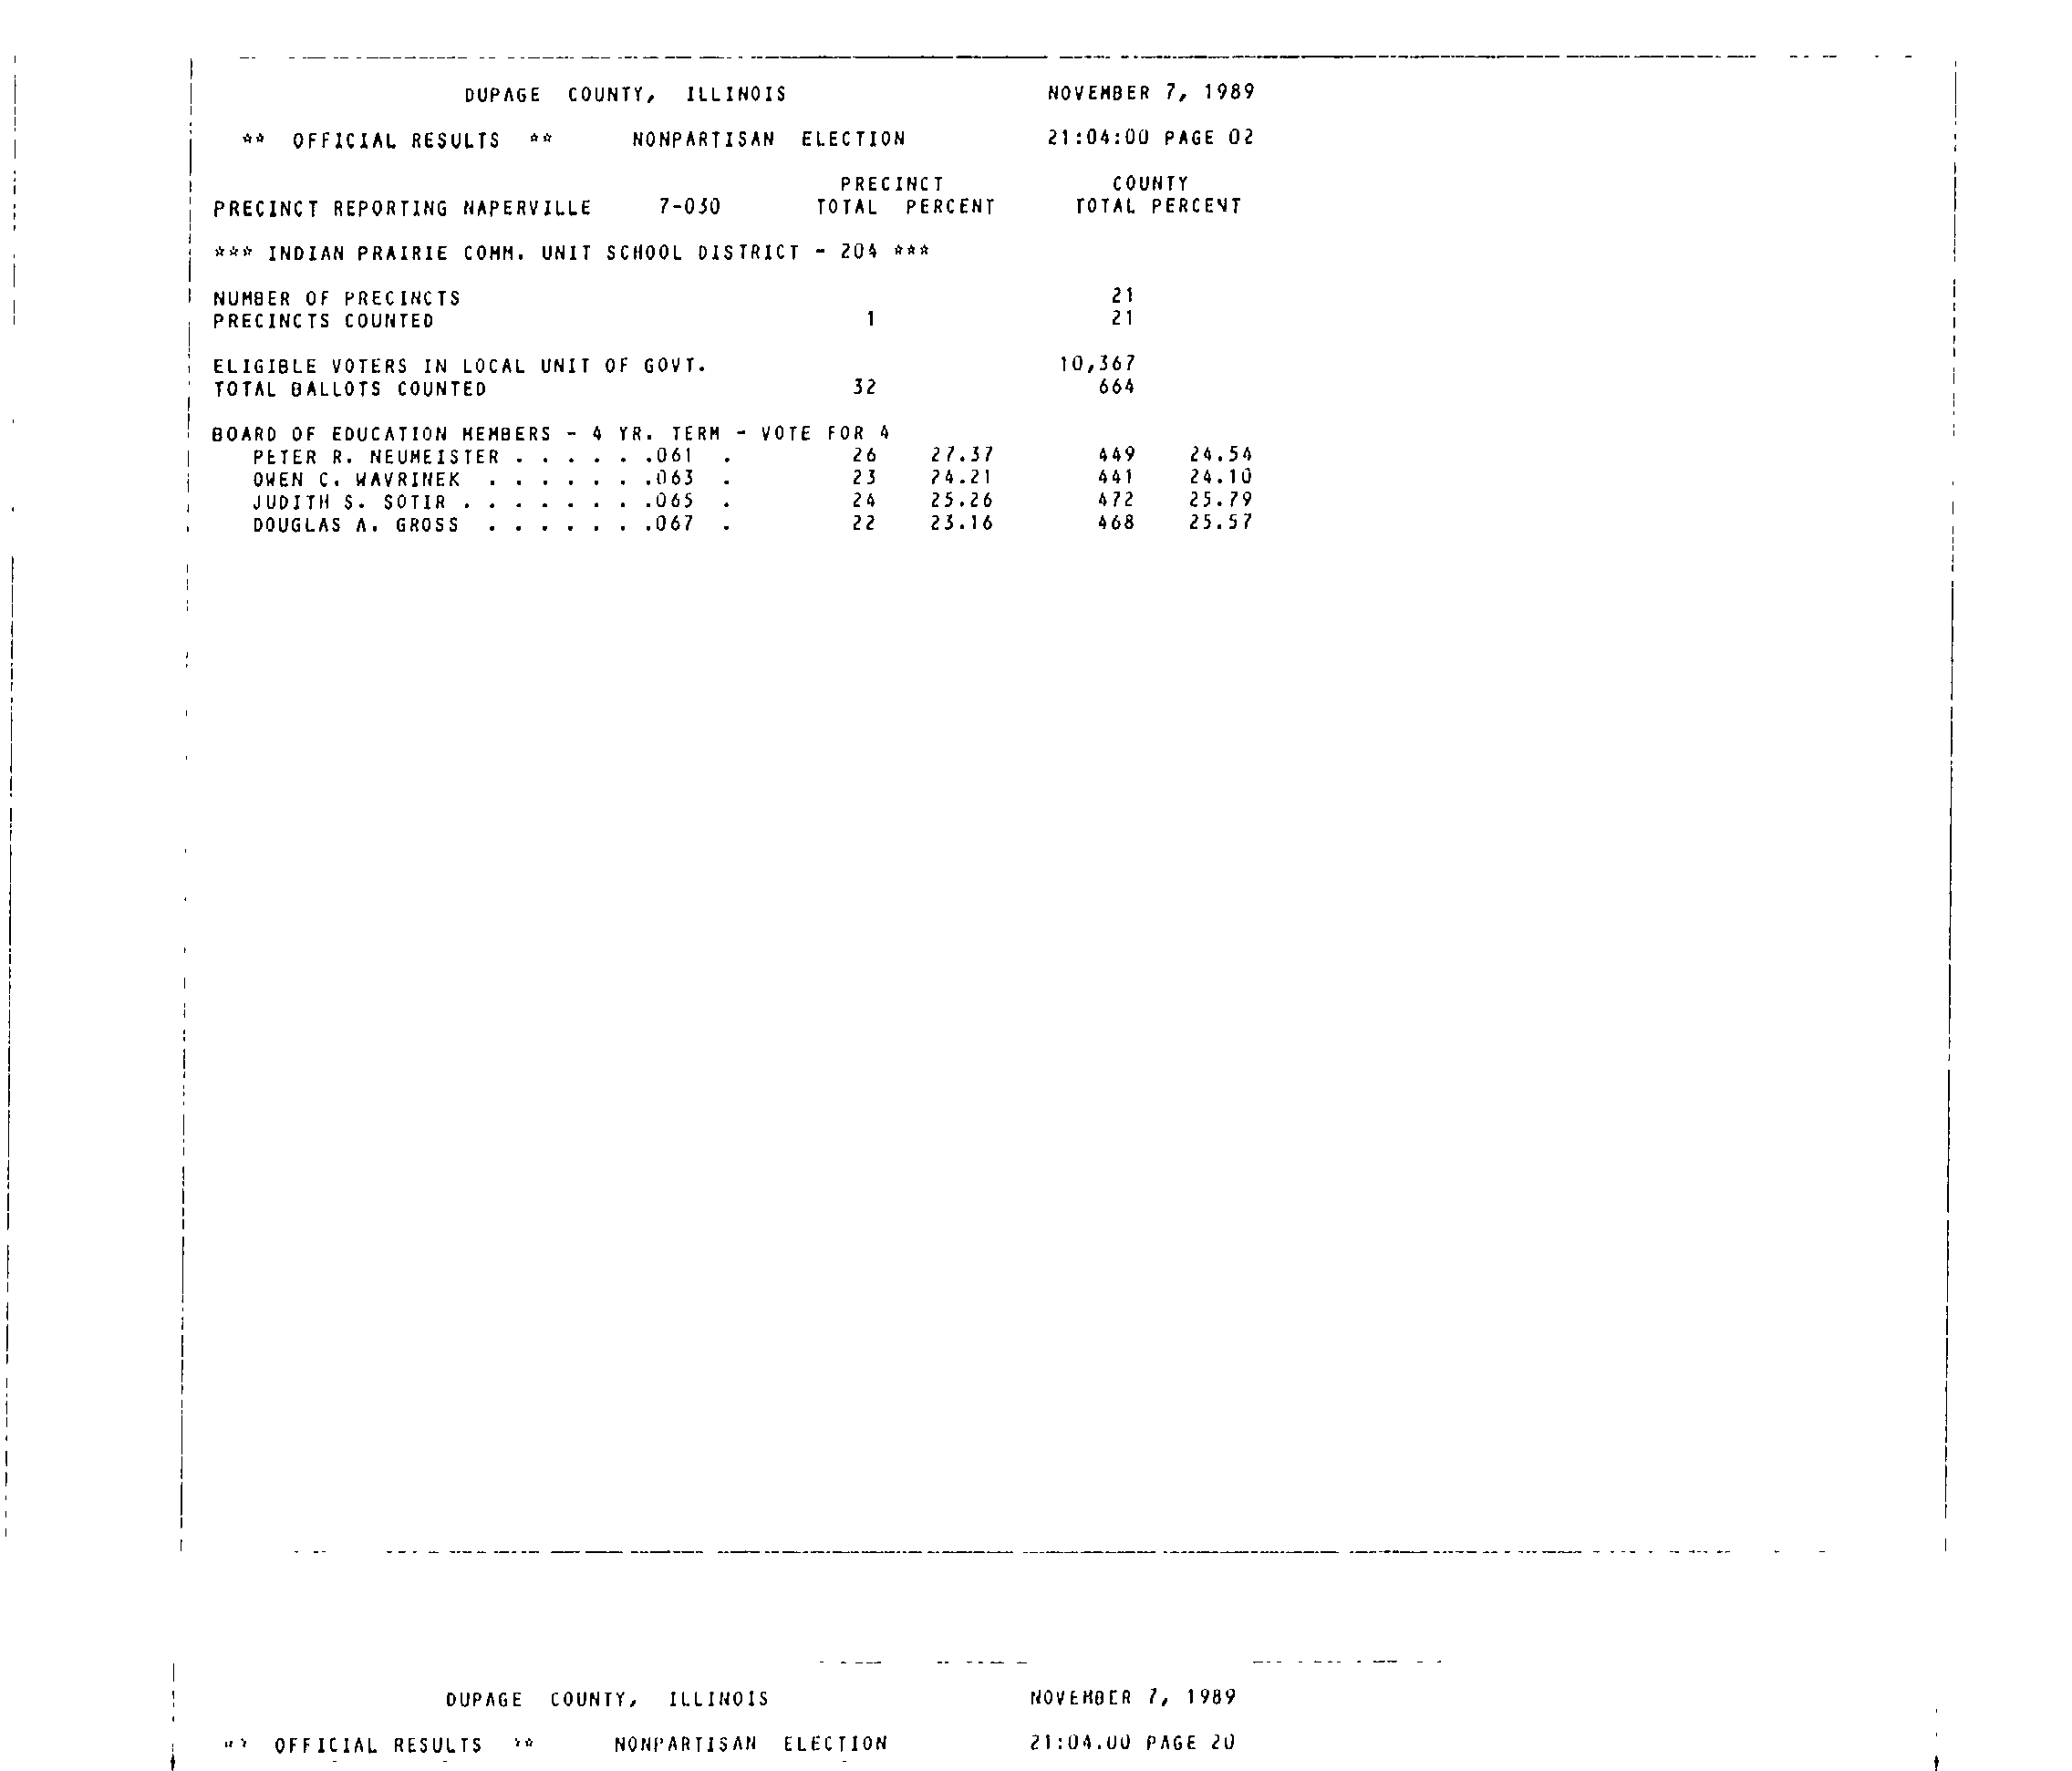 DUPAGE COUNTY, ILLINOIS NOVEMBER 7, 1989
** OFFICIAL RESULTS ** NONPARTISAN ELECTION 21:04:00 PAGE 02
PRECINCT COUNTY
PRECINCT REPORTING NAPERVILLE 7-030 TOTAL PERCENT TOTAL PERCENT
*** INDIAN PRAIRIE COMM. UNIT SCHOOL DISTRICT - 204 ***
NUMBER OF PRECINCTS 21
PRECINCTS COUNTED 1 21
ELIGIBLE VOTERS IN LOCAL UNIT OF GOVT. 10,367
TOTAL BALLOTS COUNTED 32 664
BOARD OF EDUCATION MEMBERS - 4 YR. TERM - VOTE FOR 4
PETER R. NEUMEISTER . . . . . .061 . 26 27.37 449 24.54
OWEN C. WAVRINEK . . . . . . .063 . 23 24.21 441 24.10
JUDITH S. SOTIR . . . . . . . .065 . 24 25.26 472 25.79
DOUGLAS A. GROSS . . . . . . .067 . 22 23.16 468 25.57
DUPAGE COUNTY, ILLINOIS NOVEMBER 7, 1989
** OFFICIAL RESULTS ** NONPARTISAN ELECTION 21:04.00 PAGE 20